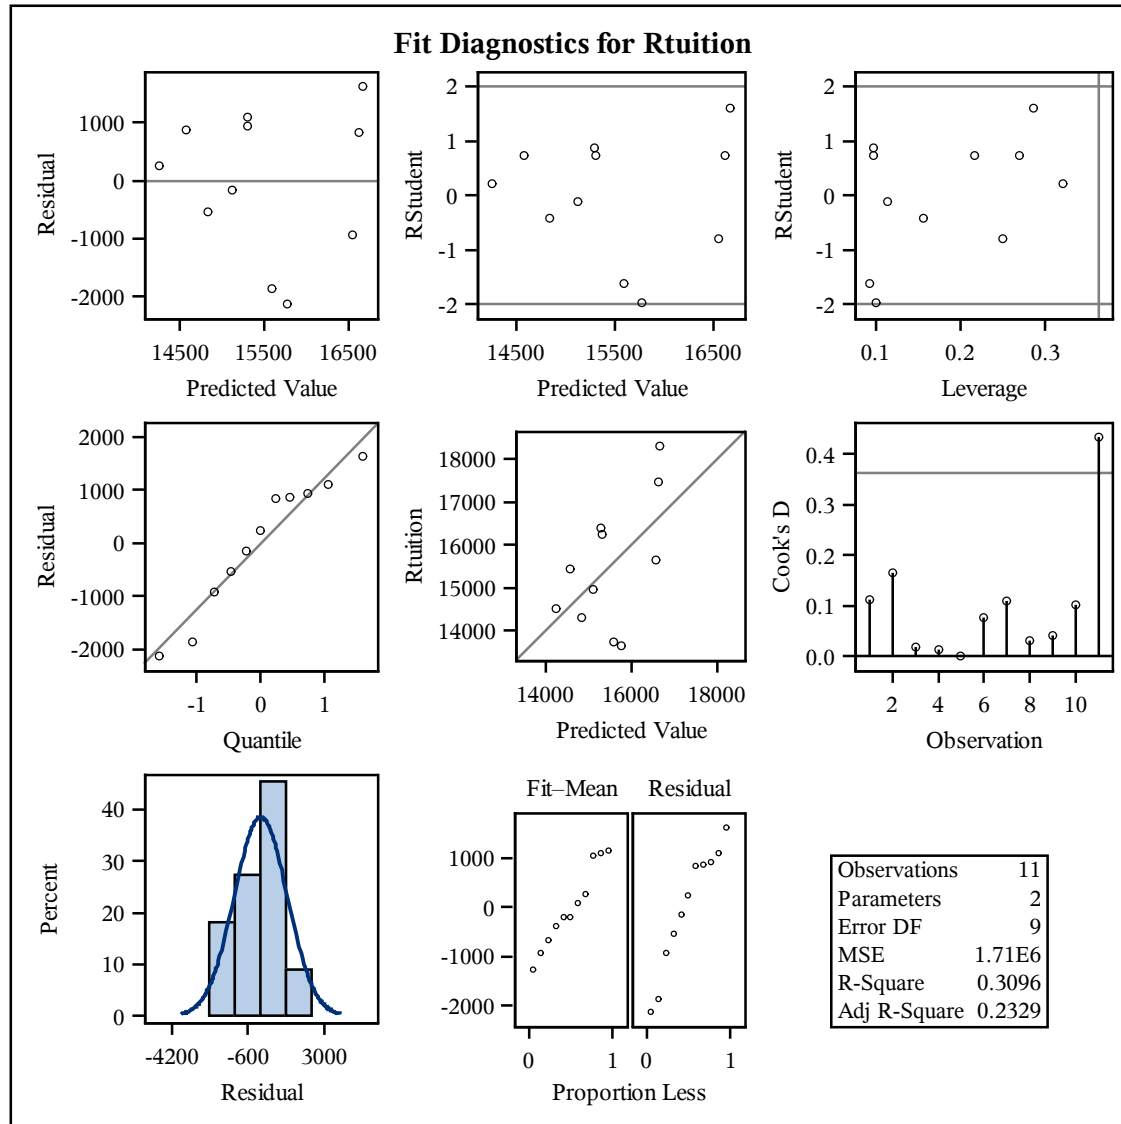 Fit Diagnostics for Rtuition
1000
0
-1000
-2000
Residual
14500 15500 16500
Predicted Value
2
1
0
-1
-2
RStudent
14500 15500 16500
Predicted Value
2
1
0
-1
-2
RStudent
0.1 0.2 0.3
Leverage
2000
1000
0
-1000
-2000
Residual
-1 0 1
Quantile
18000
17000
16000
15000
14000
Rtuition
14000 16000 18000
Predicted Value
0.4
0.3
0.2
0.1
0.0
Cook's D
2 4 6 8 10
Observation
40
30
20
10
0
Percent
-4200 -600 3000
Residual
Fit–Mean Residual
1000
0
-1000
-2000
0 1 0 1
Proportion Less
Observations 11
Parameters 2
Error DF 9
MSE 1.71E6
R-Square 0.3096
Adj R-Square 0.2329